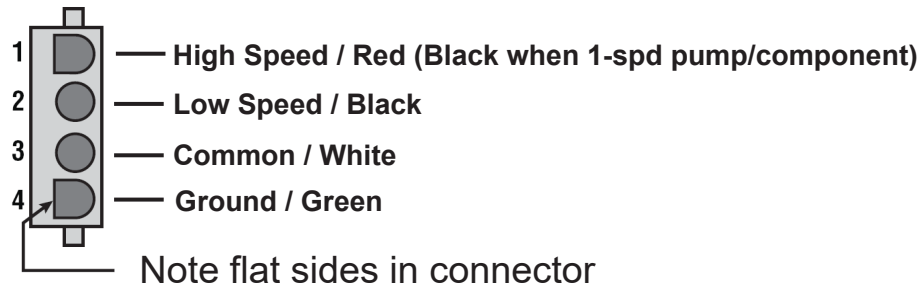 1 High Speed / Red (Black when 1-spd pump/component)
2 Low Speed / Black
3 Common / White
4 Ground / Green
Note flat sides in connector